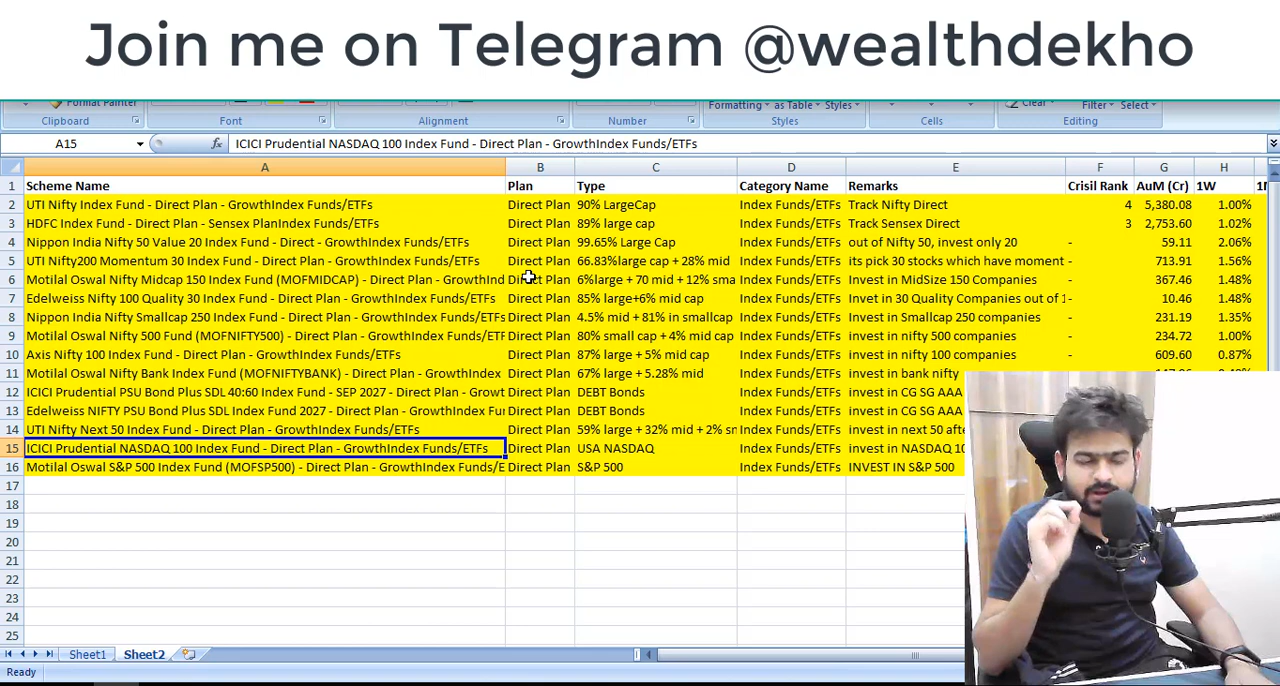 Join me on Telegram @wealthdekho
Format Painter Formatting as Table Styles Clear Filter Select
Clipboard Font Alignment Number Styles Cells Editing
A15 fx ICICI Prudential NASDAQ 100 Index Fund - Direct Plan - GrowthIndex Funds/ETFs
A B C D E F G H
1 Scheme Name Plan Type Category Name Remarks Crisil Rank AuM (Cr) 1W
2 UTI Nifty Index Fund - Direct Plan - GrowthIndex Funds/ETFs Direct Plan 90% LargeCap Index Funds/ETFs Track Nifty Direct 4 5,380.08 1.00%
3 HDFC Index Fund - Direct Plan - Sensex PlanIndex Funds/ETFs Direct Plan 89% large cap Index Funds/ETFs Track Sensex Direct 3 2,753.60 1.02%
4 Nippon India Nifty 50 Value 20 Index Fund - Direct - GrowthIndex Funds/ETFs Direct Plan 99.65% Large Cap Index Funds/ETFs out of Nifty 50, invest only 20 - 59.11 2.06%
5 UTI Nifty200 Momentum 30 Index Fund - Direct Plan - GrowthIndex Funds/ETFs Direct Plan 66.83%large cap + 28% mid Index Funds/ETFs its pick 30 stocks which have moment - 713.91 1.56%
6 Motilal Oswal Nifty Midcap 150 Index Fund (MOFMIDCAP) - Direct Plan - GrowthInd Direct Plan 6%large + 70 mid + 12% sma Index Funds/ETFs Invest in MidSize 150 Companies - 367.46 1.48%
7 Edelweiss Nifty 100 Quality 30 Index Fund - Direct Plan - GrowthIndex Funds/ETFs Direct Plan 85% large+6% mid cap Index Funds/ETFs Invet in 30 Quality Companies out of 1 - 10.46 1.48%
8 Nippon India Nifty Smallcap 250 Index Fund - Direct Plan - GrowthIndex Funds/ETFs Direct Plan 4.5% mid + 81% in smallcap Index Funds/ETFs Invest in Smallcap 250 companies - 231.19 1.35%
9 Motilal Oswal Nifty 500 Fund (MOFNIFTY500) - Direct Plan - GrowthIndex Funds/ETFs Direct Plan 80% small cap + 4% mid cap Index Funds/ETFs invest in nifty 500 companies - 234.72 1.00%
10 Axis Nifty 100 Index Fund - Direct Plan - GrowthIndex Funds/ETFs Direct Plan 87% large + 5% mid cap Index Funds/ETFs invest in nifty 100 companies - 609.60 0.87%
11 Motilal Oswal Nifty Bank Index Fund (MOFNIFTYBANK) - Direct Plan - GrowthIndex Direct Plan 67% large + 5.28% mid Index Funds/ETFs invest in bank nifty
12 ICICI Prudential PSU Bond Plus SDL 40:60 Index Fund - SEP 2027 - Direct Plan - Growt Direct Plan DEBT Bonds Index Funds/ETFs invest in CG SG AAA
13 Edelweiss NIFTY PSU Bond Plus SDL Index Fund 2027 - Direct Plan - GrowthIndex Fur Direct Plan DEBT Bonds Index Funds/ETFs invest in CG SG AAA
14 UTI Nifty Next 50 Index Fund - Direct Plan - GrowthIndex Funds/ETFs Direct Plan 59% large + 32% mid + 2% sn Index Funds/ETFs invest in next 50 afte
15 ICICI Prudential NASDAQ 100 Index Fund - Direct Plan - GrowthIndex Funds/ETFs Direct Plan USA NASDAQ Index Funds/ETFs invest in NASDAQ 10
16 Motilal Oswal S&P 500 Index Fund (MOFSP500) - Direct Plan - GrowthIndex Funds/E Direct Plan S&P 500 Index Funds/ETFs INVEST IN S&P 500
17
18
19
20
21
22
23
24
25
Sheet1 Sheet2
Ready